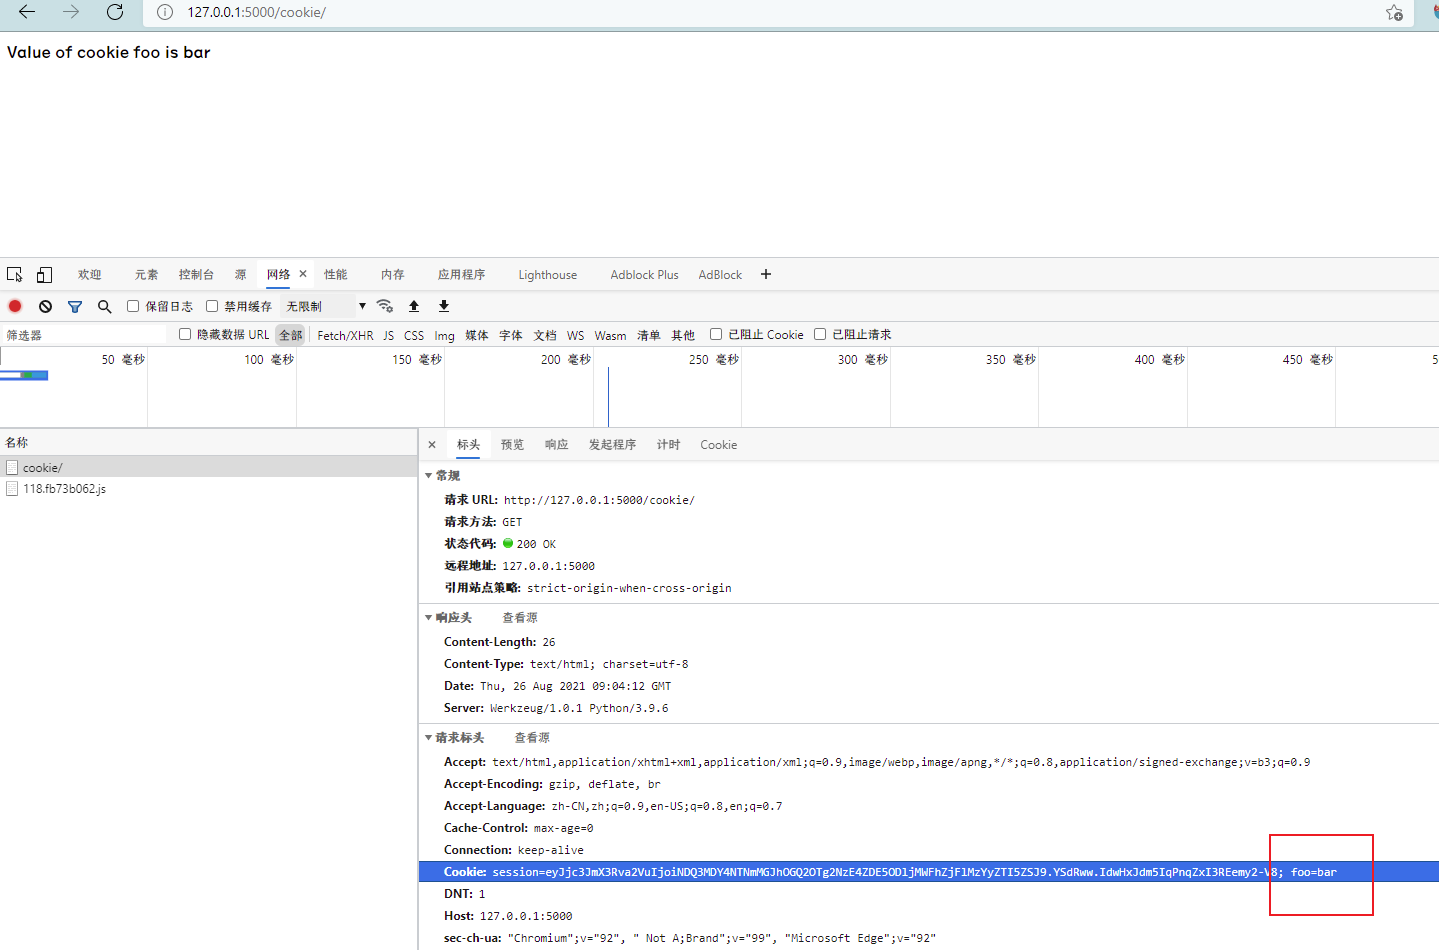 127.0.0.1:5000/cookie/
Value of cookie foo is bar
欢迎 元素 控制台 源 网络 × 性能 内存 应用程序 Lighthouse Adblock Plus AdBlock +
保留日志 禁用缓存 无限制
筛选器 隐藏数据 URL 全部 Fetch/XHR JS CSS Img 媒体 字体 文档 WS Wasm 清单 其他 已阻止 Cookie 已阻止请求
50 毫秒 100 毫秒 150 毫秒 200 毫秒 250 毫秒 300 毫秒 350 毫秒 400 毫秒 450 毫秒 5
名称
cookie/
118.fb73b062.js
× 标头 预览 响应 发起程序 计时 Cookie
常规
请求 URL: http://127.0.0.1:5000/cookie/
请求方法: GET
状态代码: 200 OK
远程地址: 127.0.0.1:5000
引用站点策略: strict-origin-when-cross-origin
响应头 查看源
Content-Length: 26
Content-Type: text/html; charset=utf-8
Date: Thu, 26 Aug 2021 09:04:12 GMT
Server: Werkzeug/1.0.1 Python/3.9.6
请求标头 查看源
Accept: text/html,application/xhtml+xml,application/xml;q=0.9,image/webp,image/apng,*/*;q=0.8,application/signed-exchange;v=b3;q=0.9
Accept-Encoding: gzip, deflate, br
Accept-Language: zh-CN,zh;q=0.9,en-US;q=0.8,en;q=0.7
Cache-Control: max-age=0
Connection: keep-alive
Cookie: foo=bar
DNT: 1
Host: 127.0.0.1:5000
sec-ch-ua: "Chromium";v="92", " Not A;Brand";v="99", "Microsoft Edge";v="92"